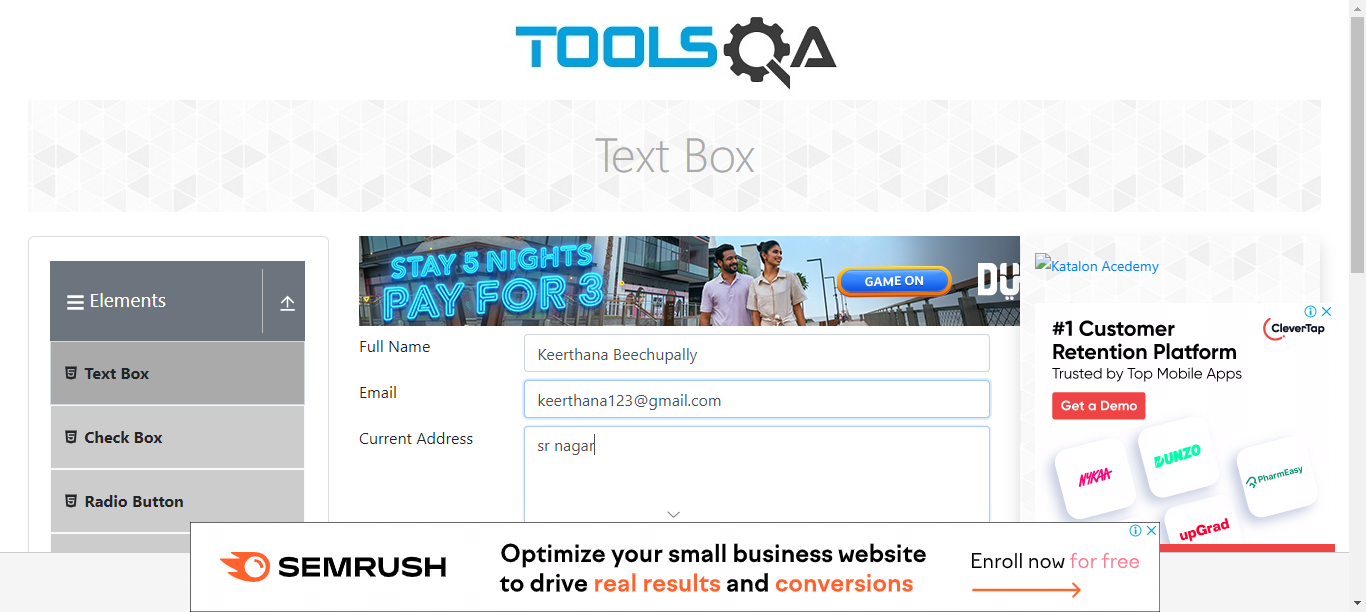 TOOLSQA
Text Box
Elements
Text Box
Check Box
Radio Button
STAY 5 NIGHTS
PAY FOR 3
GAME ON
DU
Full Name
Keerthana Beechupally
Email
keerthana123@gmail.com
Current Address
sr nagar
Katalon Acedemy
#1 Customer
Retention Platform
Trusted by Top Mobile Apps
Get a Demo
CleverTap
NYKAA
DUNZO
PharmEasy
upGrad
SEMRUSH
Optimize your small business website
to drive real results and conversions
Enroll now for free